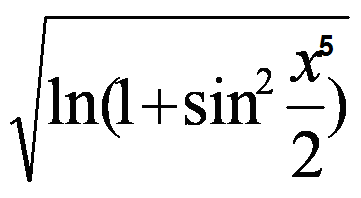 √ln(1+sin² x⁵/2)